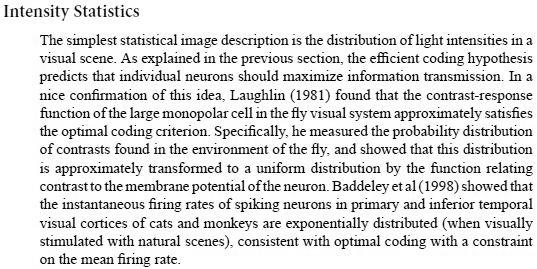 Intensity Statistics
The simplest statistical image description is the distribution of light intensities in a
visual scene. As explained in the previous section, the efficient coding hypothesis
predicts that individual neurons should maximize information transmission. In a
nice confirmation of this idea, Laughlin (1981) found that the contrast-response
function of the large monopolar cell in the fly visual system approximately satisfies
the optimal coding criterion. Specifically, he measured the probability distribution
of contrasts found in the environment of the fly, and showed that this distribution
is approximately transformed to a uniform distribution by the function relating
contrast to the membrane potential of the neuron. Baddeley et al (1998) showed that
the instantaneous firing rates of spiking neurons in primary and inferior temporal
visual cortices of cats and monkeys are exponentially distributed (when visually
stimulated with natural scenes), consistent with optimal coding with a constraint
on the mean firing rate.